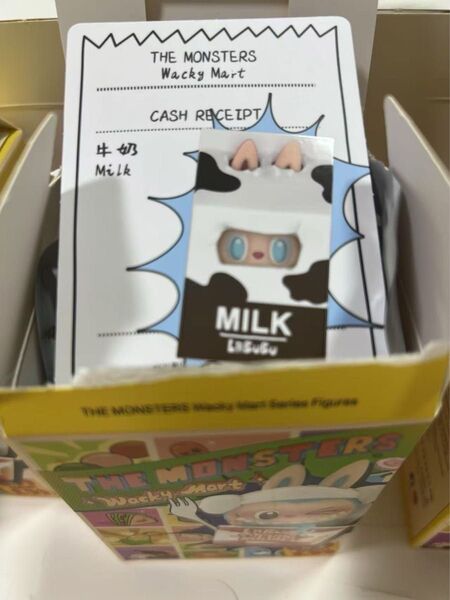 THE MONSTERS
Wacky Mart
CASH RECEIPT
牛奶
Milk
MILK
LABUBU
THE MONSTERS Wacky Mart Series Figures
THE MONSTERS
Wacky Mart